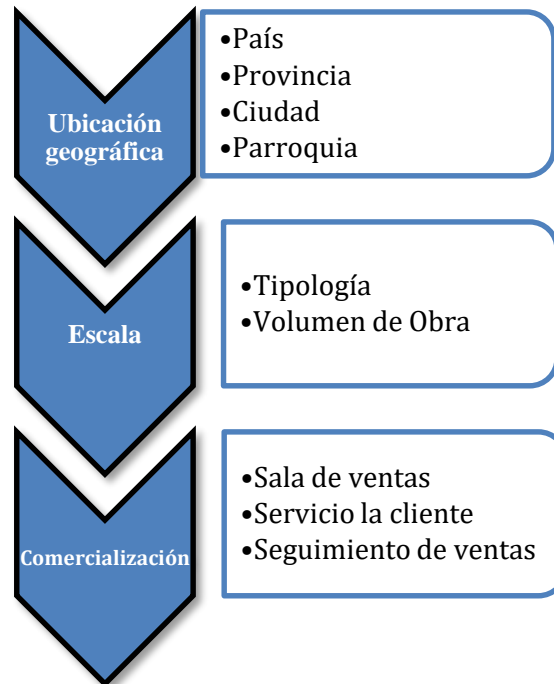 Ubicación
geográfica
•País
•Provincia
•Ciudad
•Parroquia
Escala
•Tipología
•Volumen de Obra
Comercialización
•Sala de ventas
•Servicio la cliente
•Seguimiento de ventas